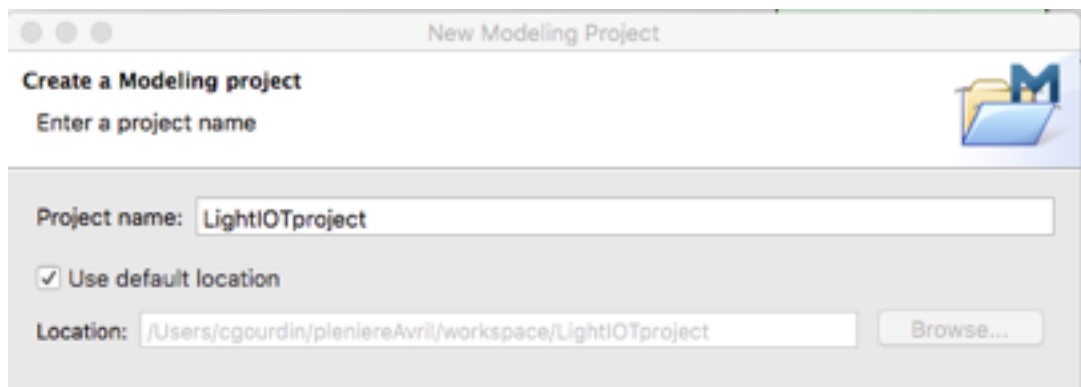 New Modeling Project
Create a Modeling project
Enter a project name
Project name: LightIOTproject
Use default location
Location: /Users/cgourdin/pleniereAvril/workspace/LightIOTproject Browse...